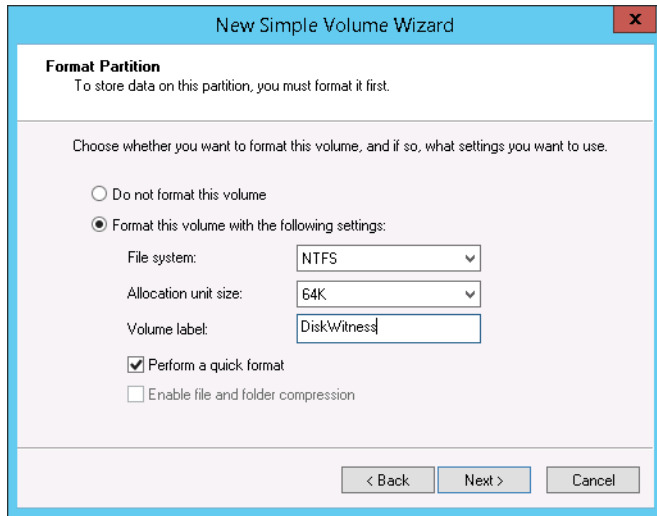 New Simple Volume Wizard
x
Format Partition
To store data on this partition, you must format it first.
Choose whether you want to format this volume, and if so, what settings you want to use.
Do not format this volume
Format this volume with the following settings:
File system: NTFS
Allocation unit size: 64K
Volume label: DiskWitness
Perform a quick format
Enable file and folder compression
< Back Next > Cancel